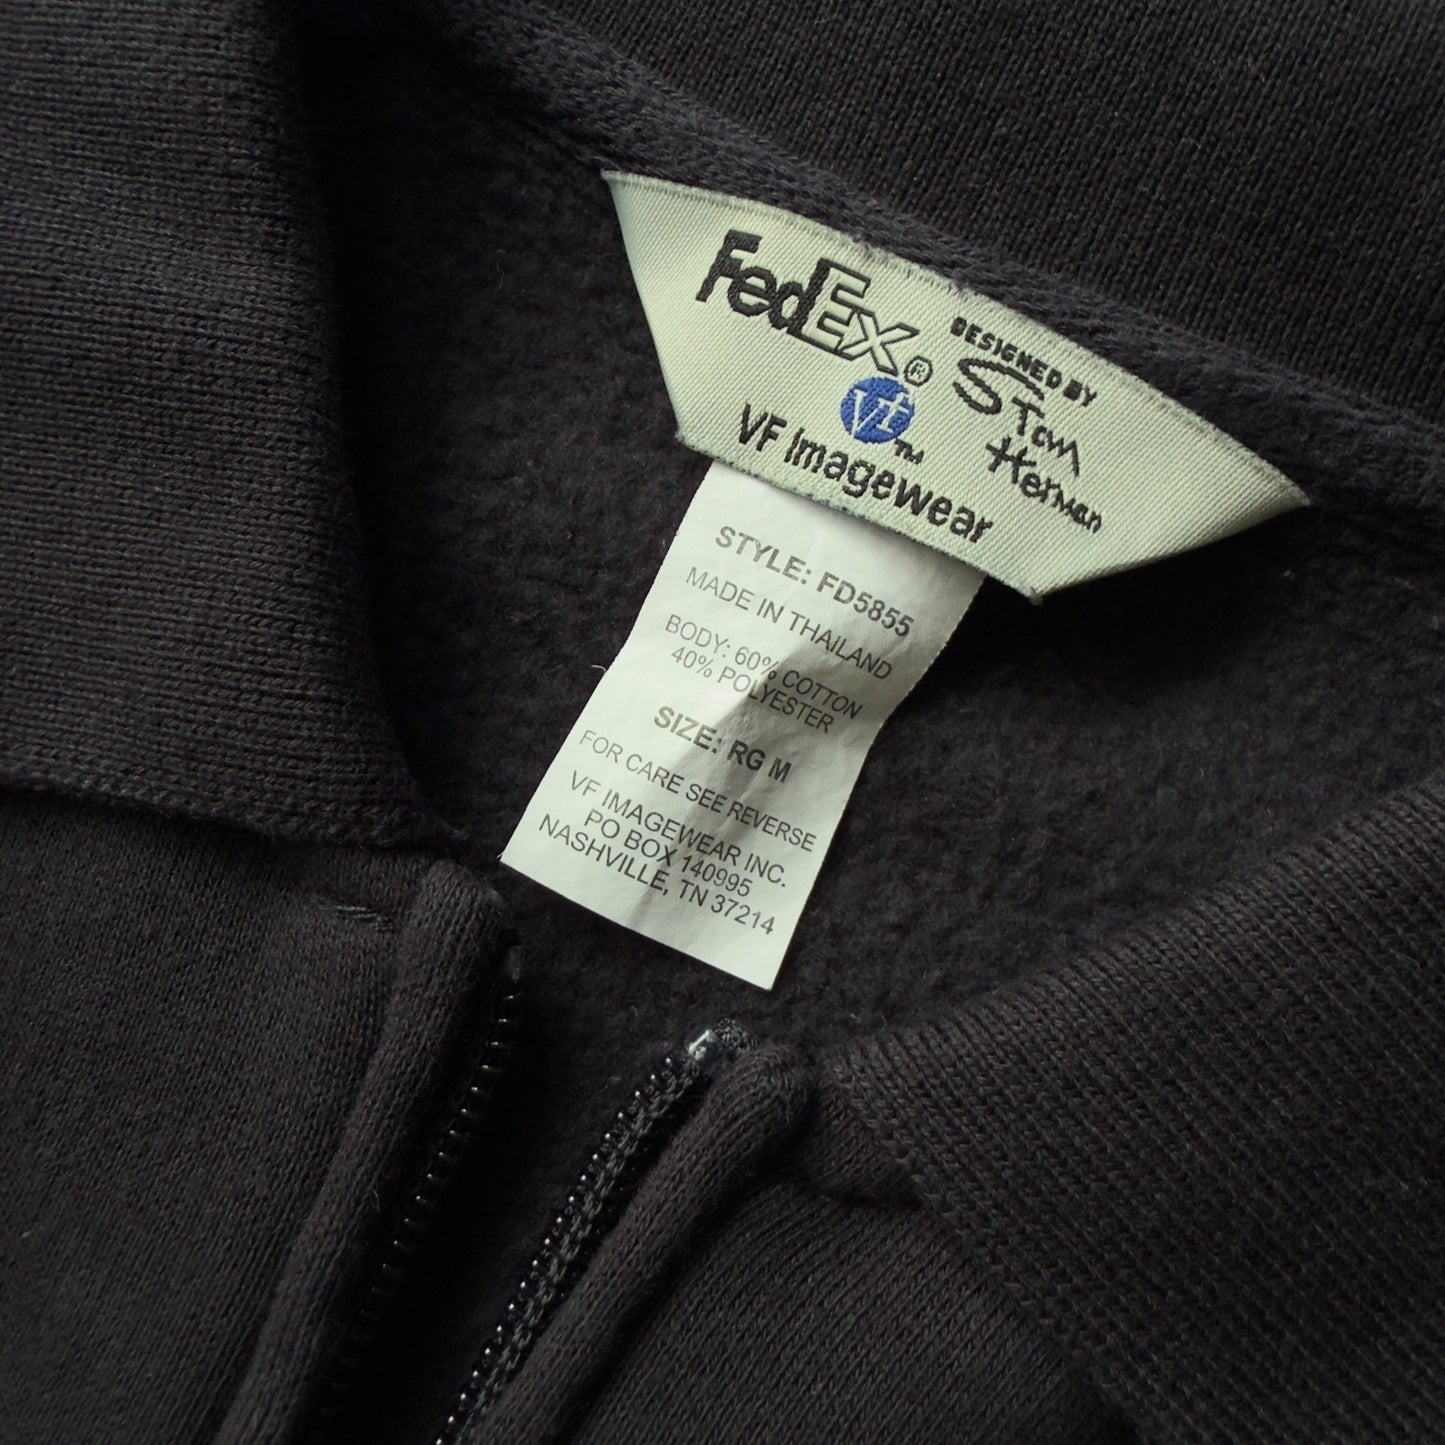 FedEx®
DESIGNED BY
Stan
Herman
Vf™
VF Imagewear
STYLE: FD5855
MADE IN THAILAND
BODY: 60% COTTON
40% POLYESTER
SIZE: RG M
FOR CARE SEE REVERSE
VF IMAGEWEAR INC.
PO BOX 140995
NASHVILLE, TN 37214